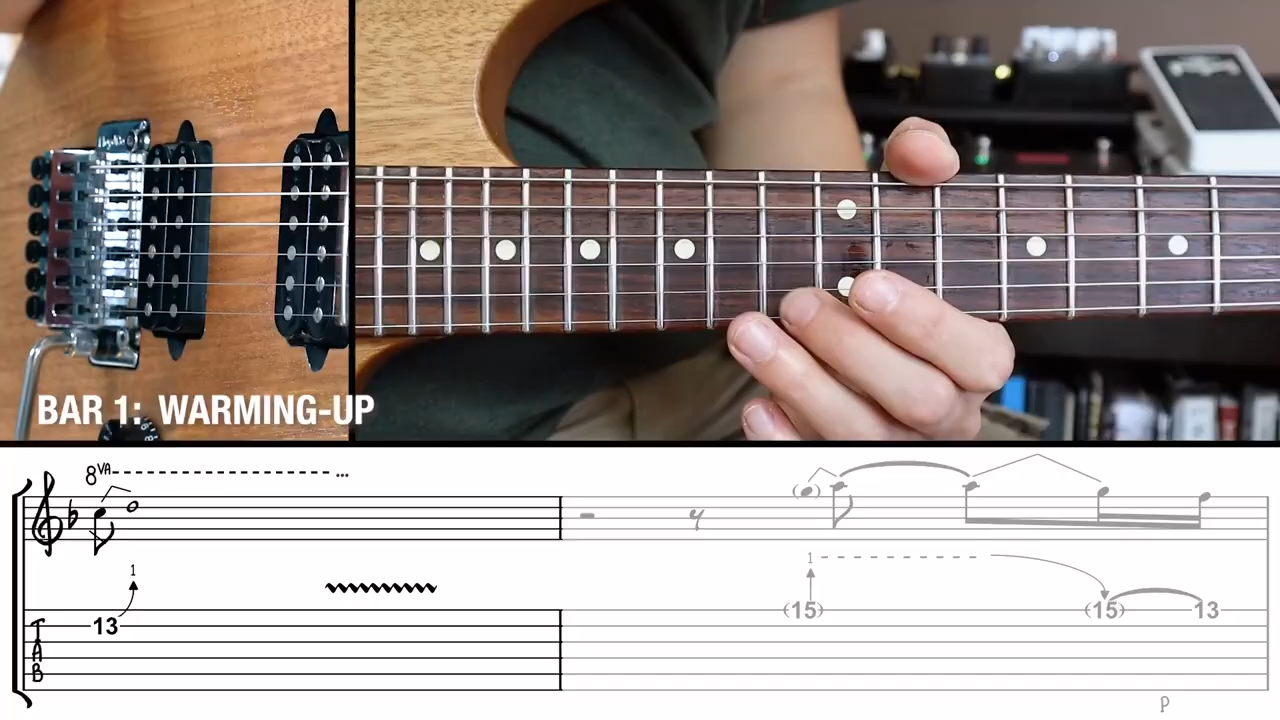 BAR 1: WARMING-UP
8VA ...
1
1
13
(15)
(15) 13
T
A
B
P